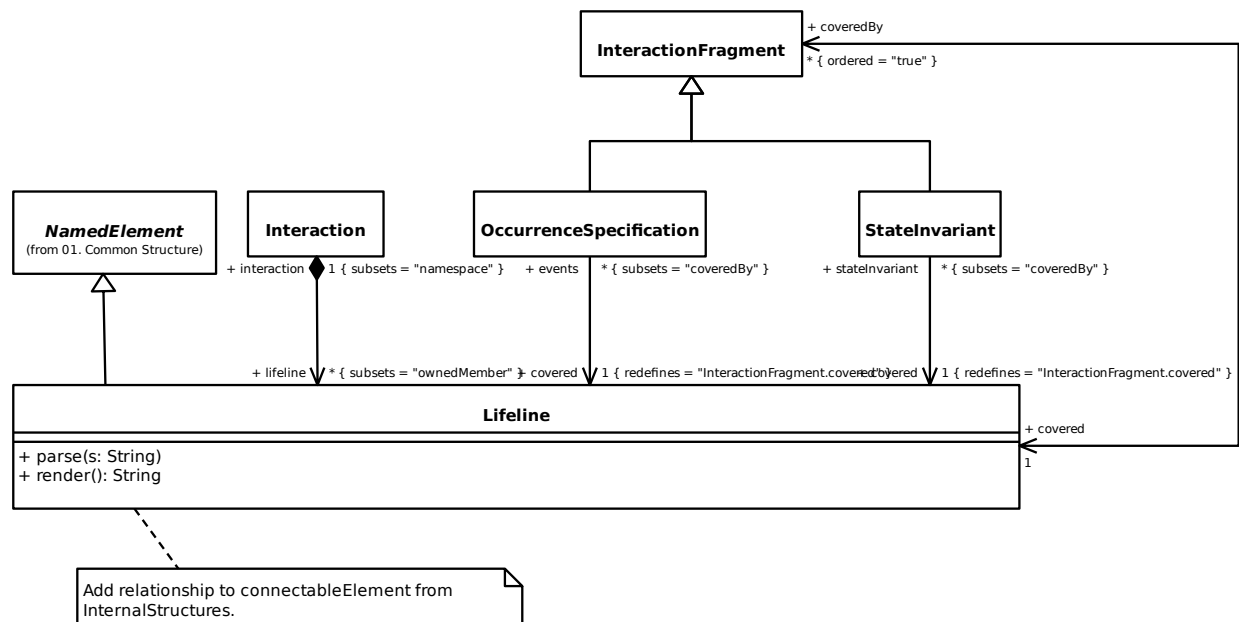 + coveredBy
InteractionFragment
* { ordered = "true" }
NamedElement
(from 01. Common Structure)
Interaction
OccurrenceSpecification
StateInvariant
+ interaction 1 { subsets = "namespace" }
+ events * { subsets = "coveredBy" }
+ stateInvariant * { subsets = "coveredBy" }
+ lifeline * { subsets = "ownedMember" }
+ covered 1 { redefines = "InteractionFragment.covered" }
+ covered 1 { redefines = "InteractionFragment.covered" }
Lifeline
+ covered
1
+ parse(s: String)
+ render(): String
Add relationship to connectableElement from
InternalStructures.